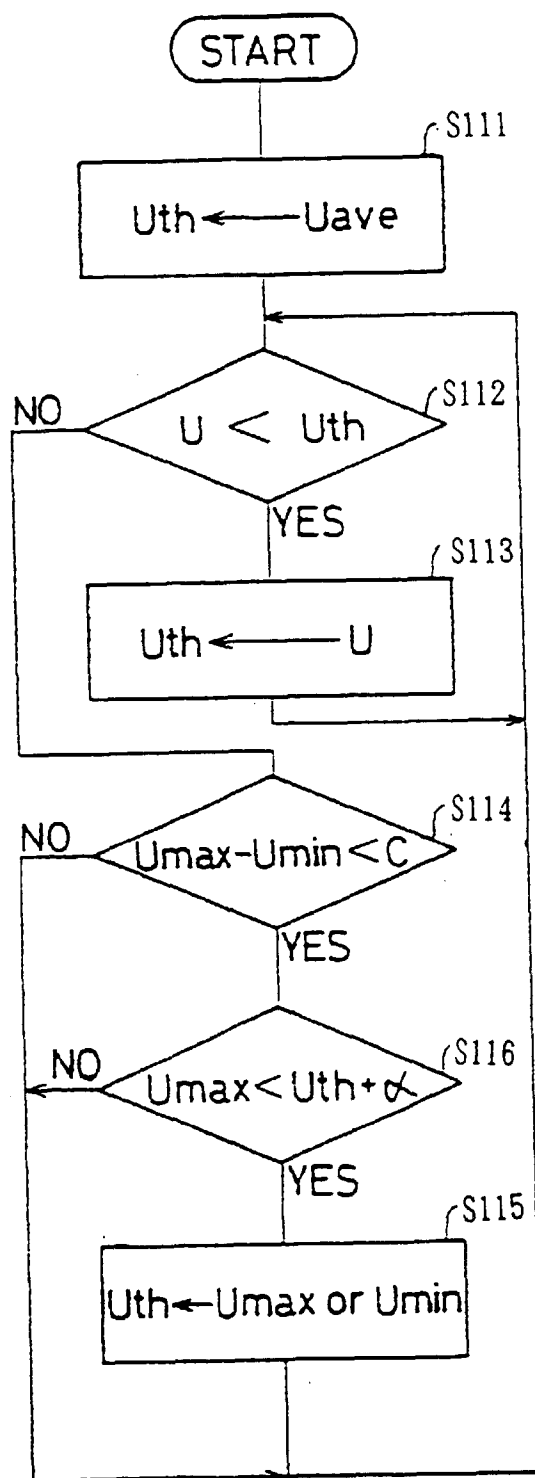 START
S111
Uth ← Uave
S112
NO
U < Uth
YES
S113
Uth ← U
S114
NO
Umax-Umin<C
YES
S116
NO
Umax<Uth+α
YES
S115
Uth←Umax or Umin